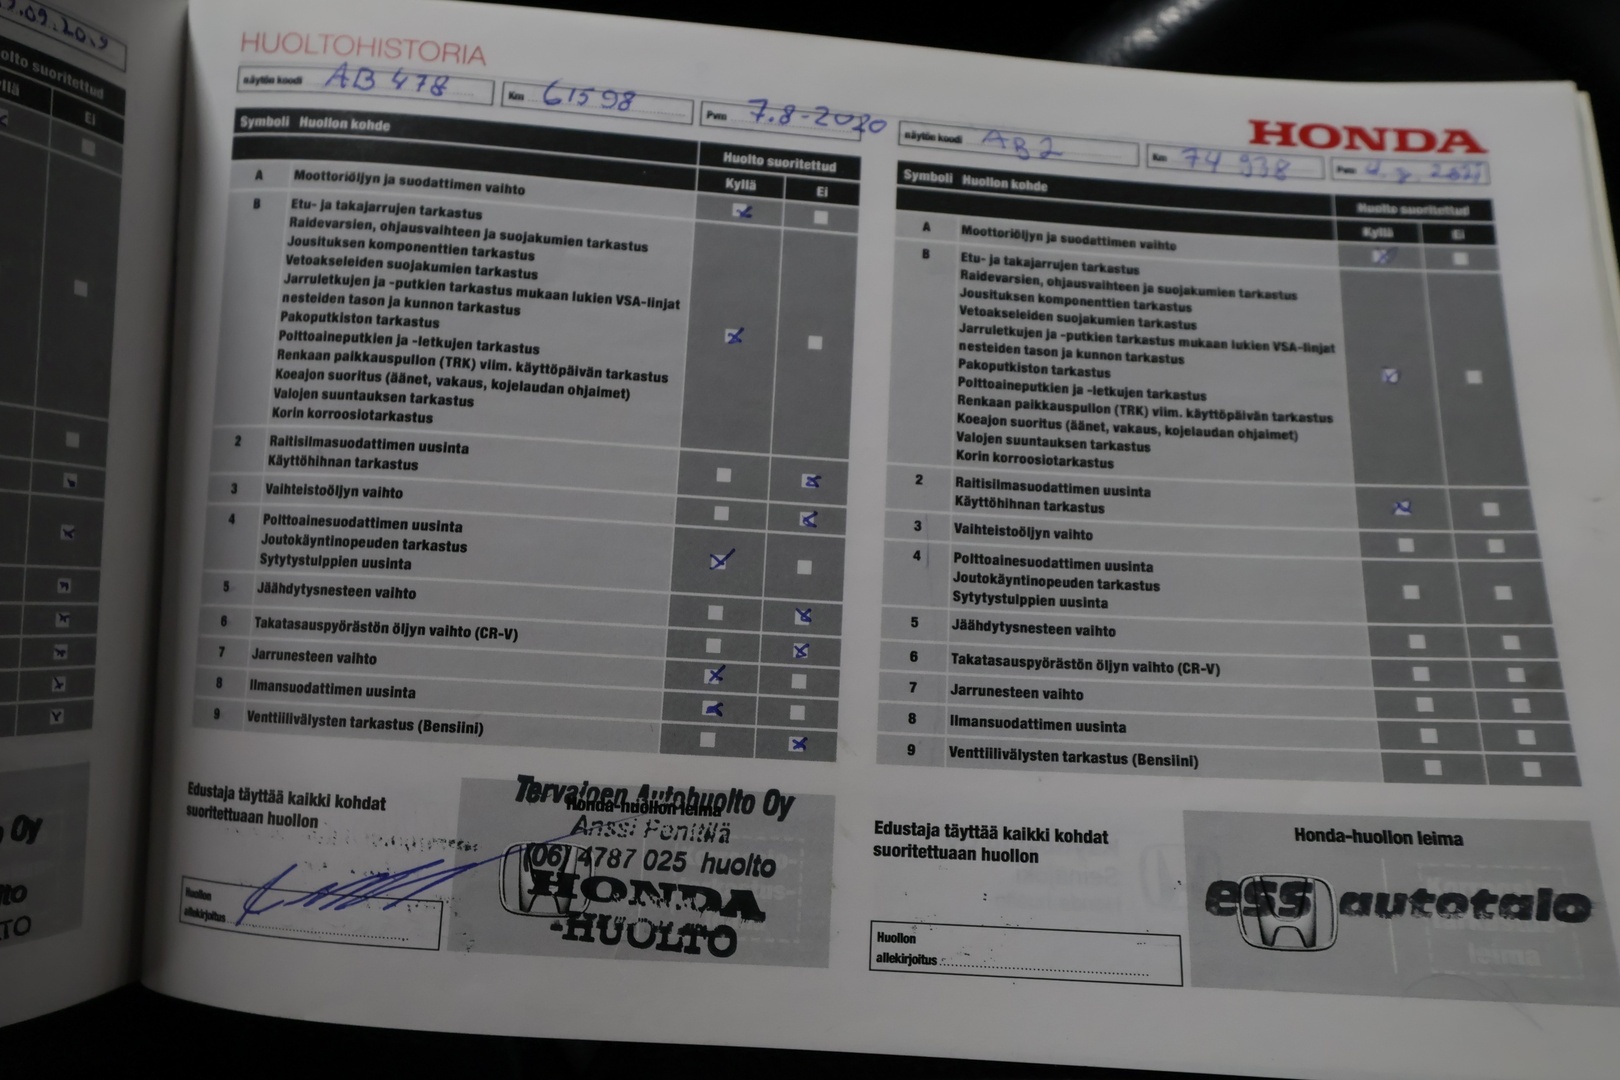 olto suoritettud
Ei
Oy
HUOLTOHISTORIA
näytön koodi AB 478
Km 61598
Pvm 7.8-2020
Symboli Huollon kohde
Huolto suoritettud
Kyllä Ei
A Moottoriöljyn ja suodattimen vaihto
B Etu- ja takajarrujen tarkastus
Raidevarsien, ohjausvaihteen ja suojakumien tarkastus
Jousituksen komponenttien tarkastus
Vetoakseleiden suojakumien tarkastus
Jarruletkujen ja -putkien tarkastus mukaan lukien VSA-linjat
nesteiden tason ja kunnon tarkastus
Pakoputkiston tarkastus
Polttoaineputkien ja -letkujen tarkastus
Renkaan paikkauspullon (TRK) viim. käyttöpäivän tarkastus
Koeajon suoritus (äänet, vakaus, kojelaudan ohjaimet)
Valojen suuntauksen tarkastus
Korin korroosiotarkastus
2 Raitisilmasuodattimen uusinta
Käyttöhihnan tarkastus
3 Vaihteistoöljyn vaihto
4 Polttoainesuodattimen uusinta
Joutokäyntinopeuden tarkastus
Sytytystulppien uusinta
5 Jäähdytysnesteen vaihto
6 Takatasauspyörästön öljyn vaihto (CR-V)
7 Jarrunesteen vaihto
8 Ilmansuodattimen uusinta
9 Venttiilivälysten tarkastus (Bensiini)
Edustaja täyttää kaikki kohdat
suoritettuaan huollon
Huollon
allekirjoitus
Tervajoen Autohuolto Oy
Honda-huollon leima
Anssi Penttilä
(06) 4787 025 huolto
HONDA
-HUOLTO
HONDA
näytön koodi AB2
Km 74 938
Pvm
Symboli Huollon kohde
Huolto suoritettud
Kyllä Ei
A Moottoriöljyn ja suodattimen vaihto
B Etu- ja takajarrujen tarkastus
Raidevarsien, ohjausvaihteen ja suojakumien tarkastus
Jousituksen komponenttien tarkastus
Vetoakseleiden suojakumien tarkastus
Jarruletkujen ja -putkien tarkastus mukaan lukien VSA-linjat
nesteiden tason ja kunnon tarkastus
Pakoputkiston tarkastus
Polttoaineputkien ja -letkujen tarkastus
Renkaan paikkauspullon (TRK) viim. käyttöpäivän tarkastus
Koeajon suoritus (äänet, vakaus, kojelaudan ohjaimet)
Valojen suuntauksen tarkastus
Korin korroosiotarkastus
2 Raitisilmasuodattimen uusinta
Käyttöhihnan tarkastus
3 Vaihteistoöljyn vaihto
4 Polttoainesuodattimen uusinta
Joutokäyntinopeuden tarkastus
Sytytystulppien uusinta
5 Jäähdytysnesteen vaihto
6 Takatasauspyörästön öljyn vaihto (CR-V)
7 Jarrunesteen vaihto
8 Ilmansuodattimen uusinta
9 Venttiilivälysten tarkastus (Bensiini)
Edustaja täyttää kaikki kohdat
suoritettuaan huollon
Huollon
allekirjoitus
Honda-huollon leima
ess autotalo